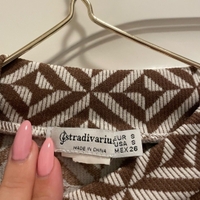 stradivarius
MADE IN CHINA
EUR S
USA S
MEX 26